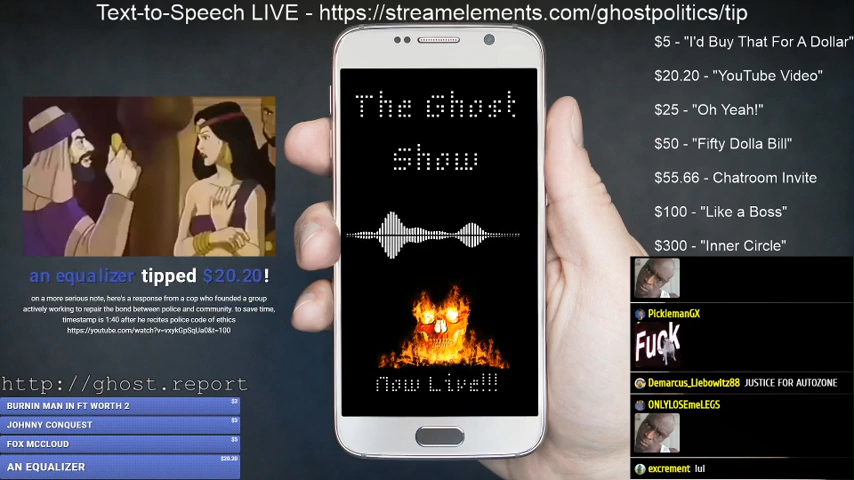 Text-to-Speech LIVE - https://streamelements.com/ghostpolitics/tip
$5 - "I'd Buy That For A Dollar"
$20.20 - "YouTube Video"
$25 - "Oh Yeah!"
$50 - "Fifty Dolla Bill"
$55.66 - Chatroom Invite
$100 - "Like a Boss"
$300 - "Inner Circle"
The Ghost
Show
Now Live!!!
an equalizer tipped $20.20!
on a more serious note, here's a response from a cop who founded a group
actively working to repair the bond between police and community. to save time,
timestamp is 1:40 after he recites police code of ethics
https://youtube.com/watch?v=vxykGpSqUa0&t=100
http://ghost.report
BURNIN MAN IN FT WORTH 2 $3
JOHNNY CONQUEST $3
FOX MCCLOUD $5
AN EQUALIZER $20.20
PicklemanGX
Fuck
Demarcus_Liebowitz88 JUSTICE FOR AUTOZONE
ONLYLOSEmeLEGS
excrement lul